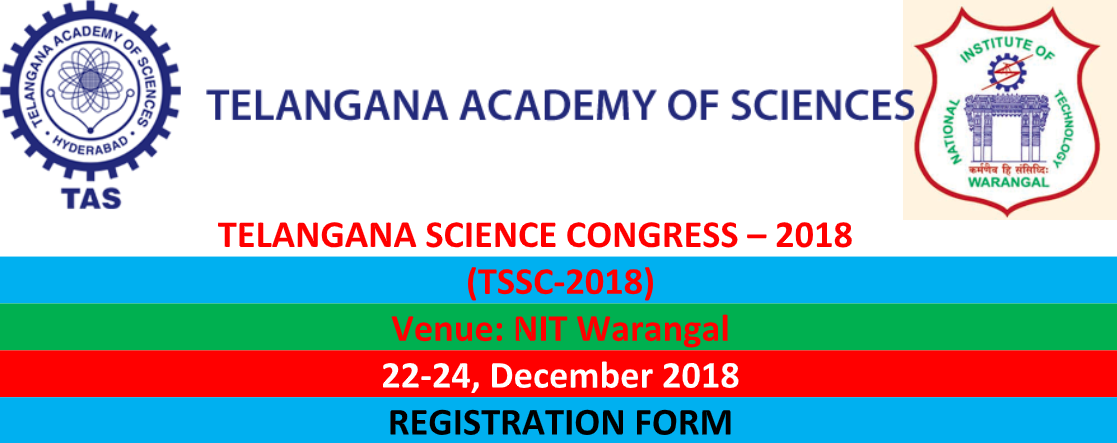 TELANGANA ACADEMY OF SCIENCES
• HYDERABAD •
TAS
TELANGANA ACADEMY OF SCIENCES
NATIONAL INSTITUTE OF TECHNOLOGY
कर्मणैव हि संसिद्धिः
WARANGAL
TELANGANA SCIENCE CONGRESS – 2018
(TSSC-2018)
Venue: NIT Warangal
22-24, December 2018
REGISTRATION FORM